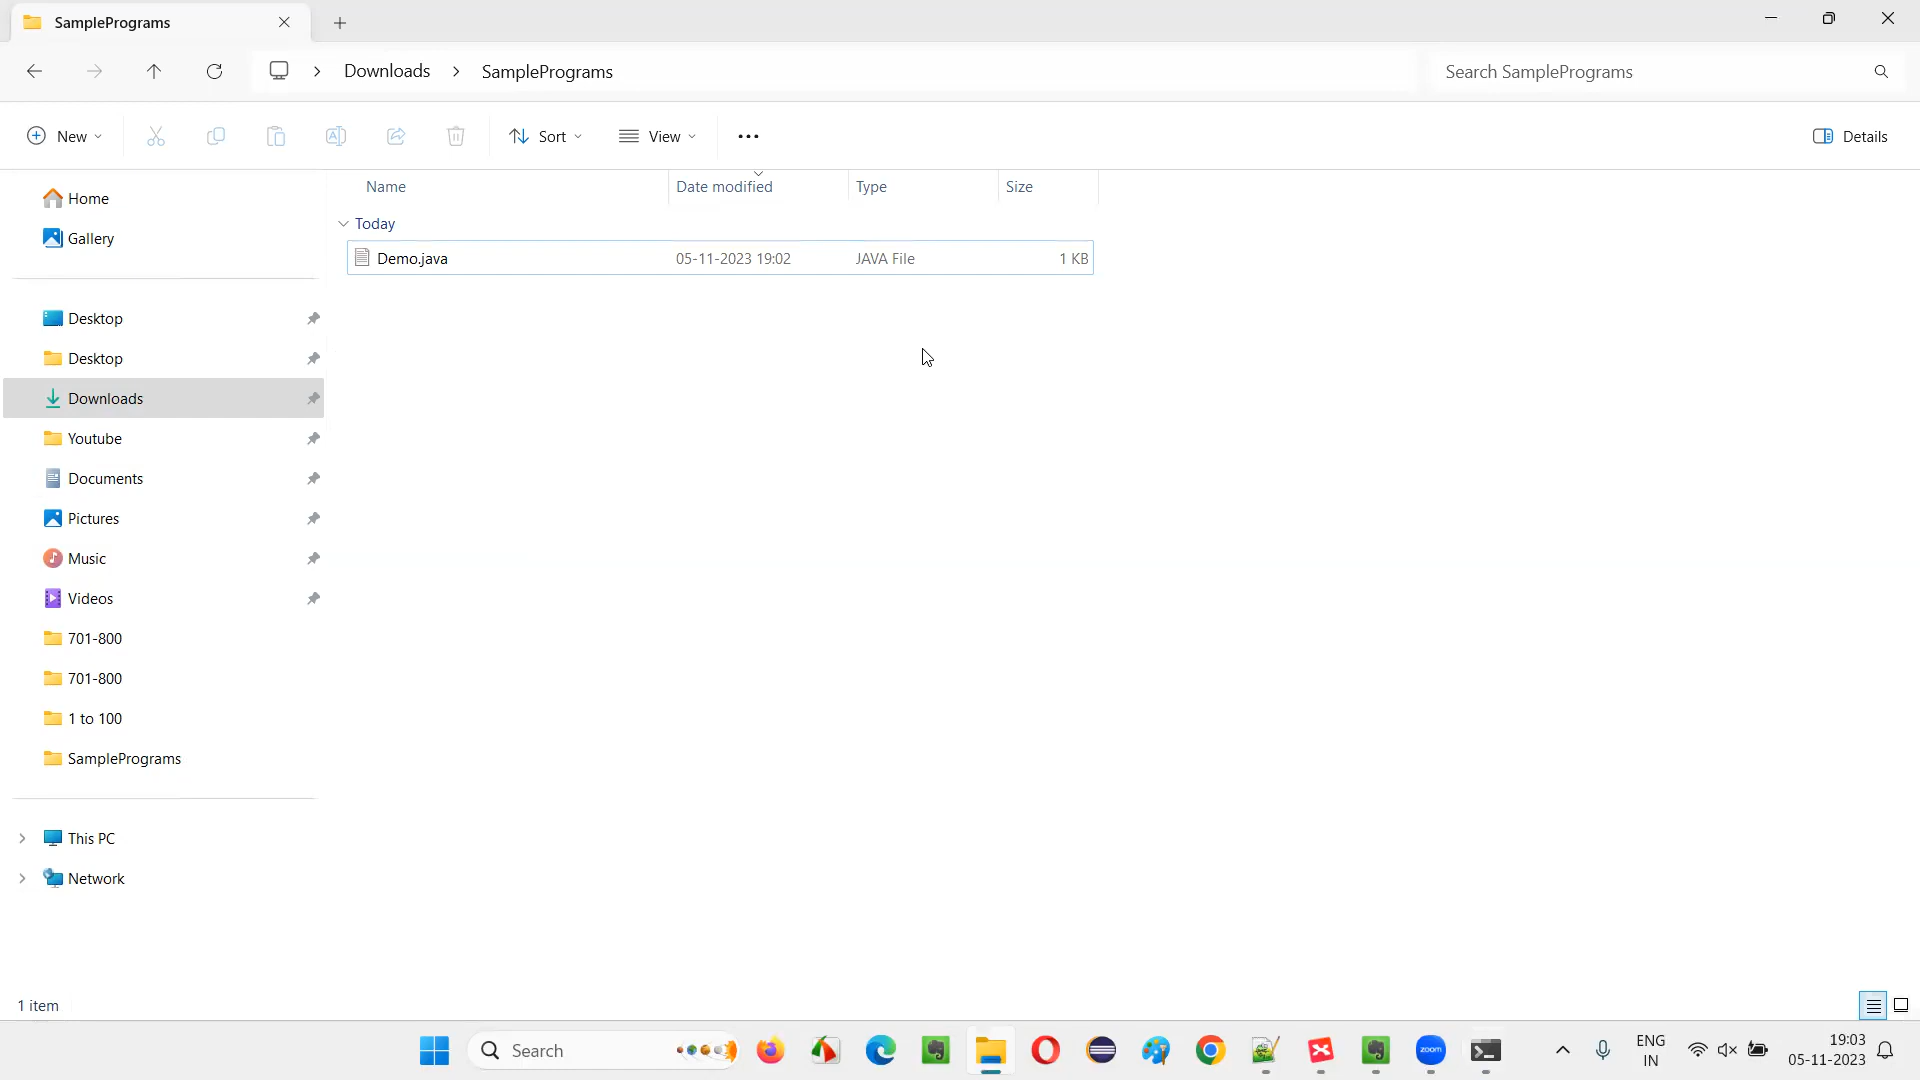 SamplePrograms
Downloads > SamplePrograms
Search SamplePrograms
New
Sort
View
Details
Name
Date modified
Type
Size
Today
Demo.java
05-11-2023 19:02
JAVA File
1 KB
Home
Gallery
Desktop
Desktop
Downloads
Youtube
Documents
Pictures
Music
Videos
701-800
701-800
1 to 100
SamplePrograms
This PC
Network
1 item
Search
zoom
ENG
IN
19:03
05-11-2023